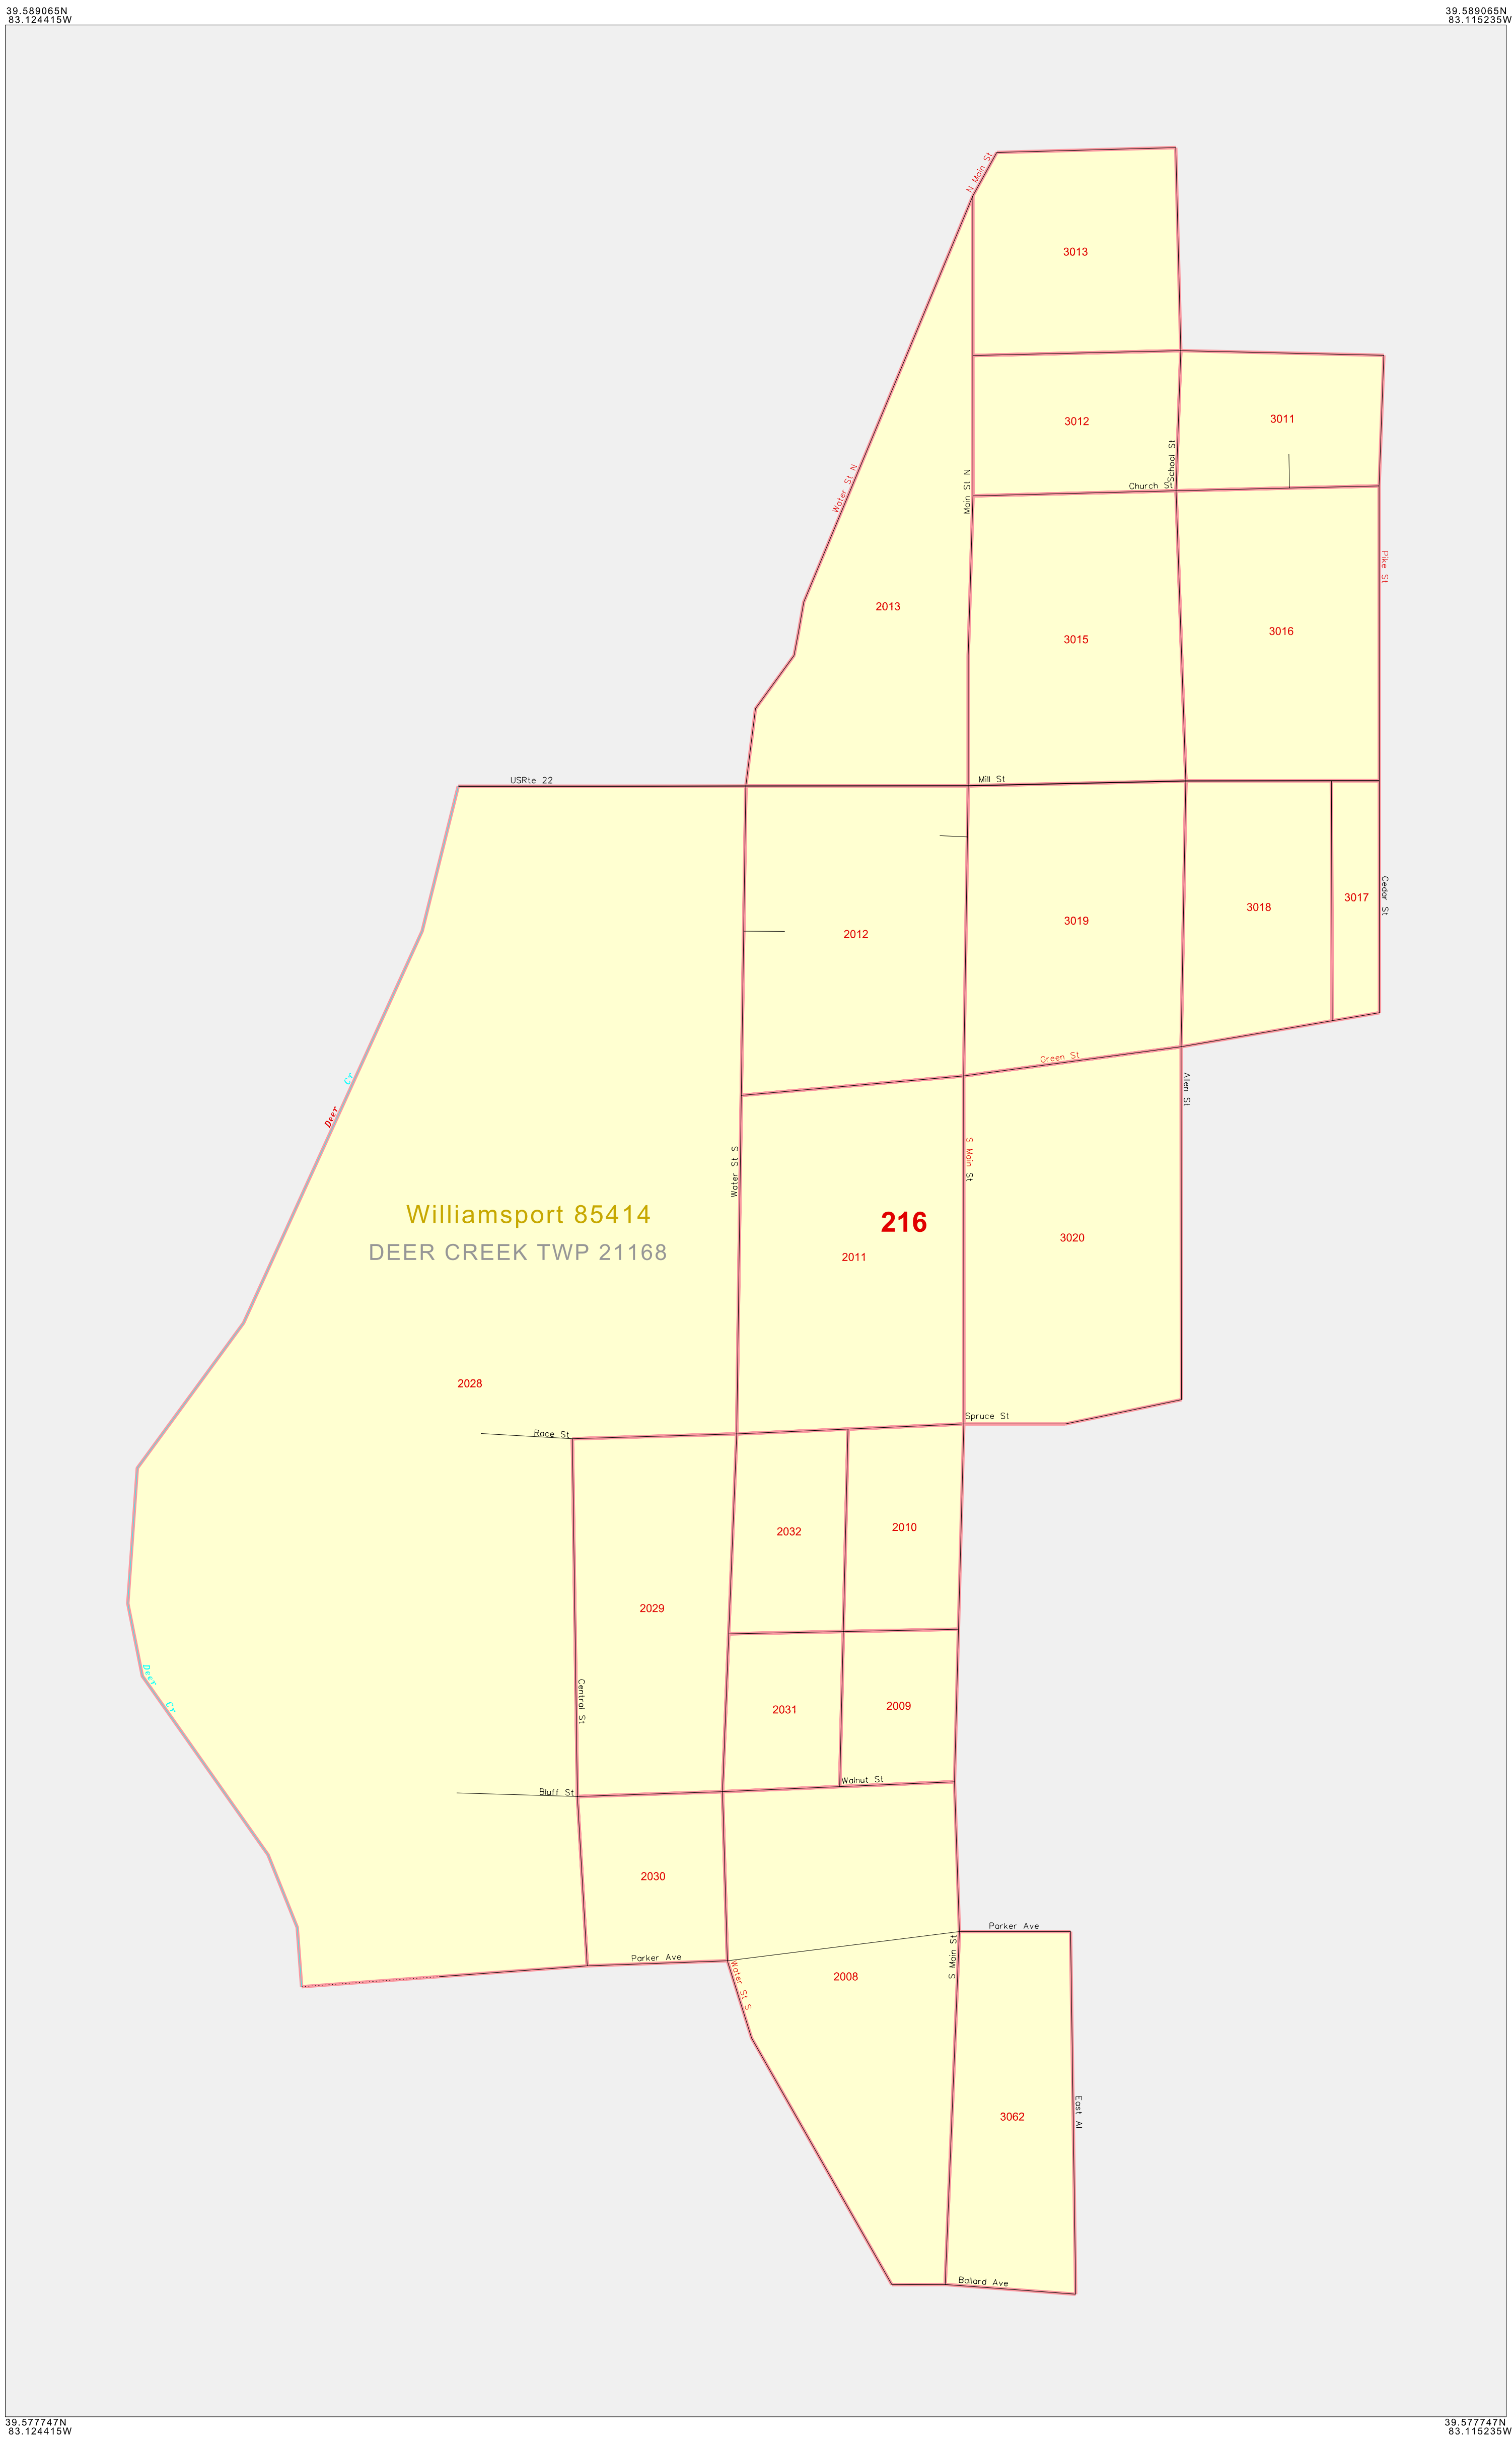 39.589065N
83.124415W
39.589065N
83.115235W
N Main St
3013
3012
3011
School St
Church St
Water St N
Main St N
Pike St
2013
3015
3016
USRte 22
Mill St
3017
Cedar St
3018
3019
2012
Green St
Deer Cr
Allen St
Water St S
S Main St
Williamsport 85414
216
DEER CREEK TWP 21168
3020
2011
2028
Spruce St
Race St
2032
2010
2029
Deer Cr
Central St
2031
2009
Walnut St
Bluff St
2030
Parker Ave
Parker Ave
S Main St
Water St S
2008
East Al
3062
Ballard Ave
39.577747N
83.124415W
39.577747N
83.115235W